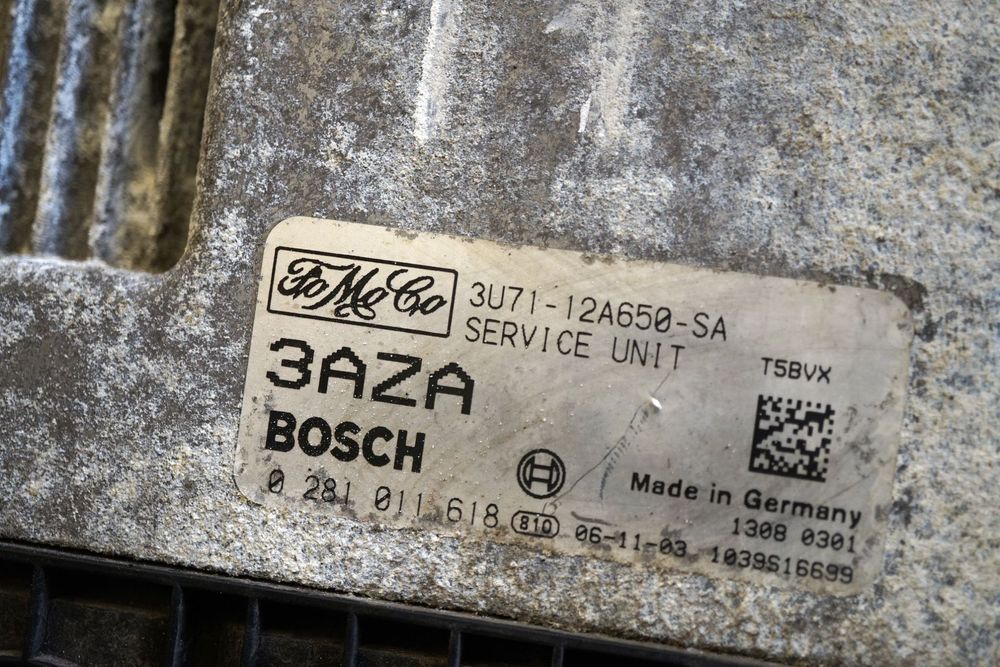 FoMoCo
3U71-12A650-SA
SERVICE UNIT
3AZA
T5BVX
BOSCH
Made in Germany
0 281 011 618
810
06-11-03
1308 0301
1039S16699